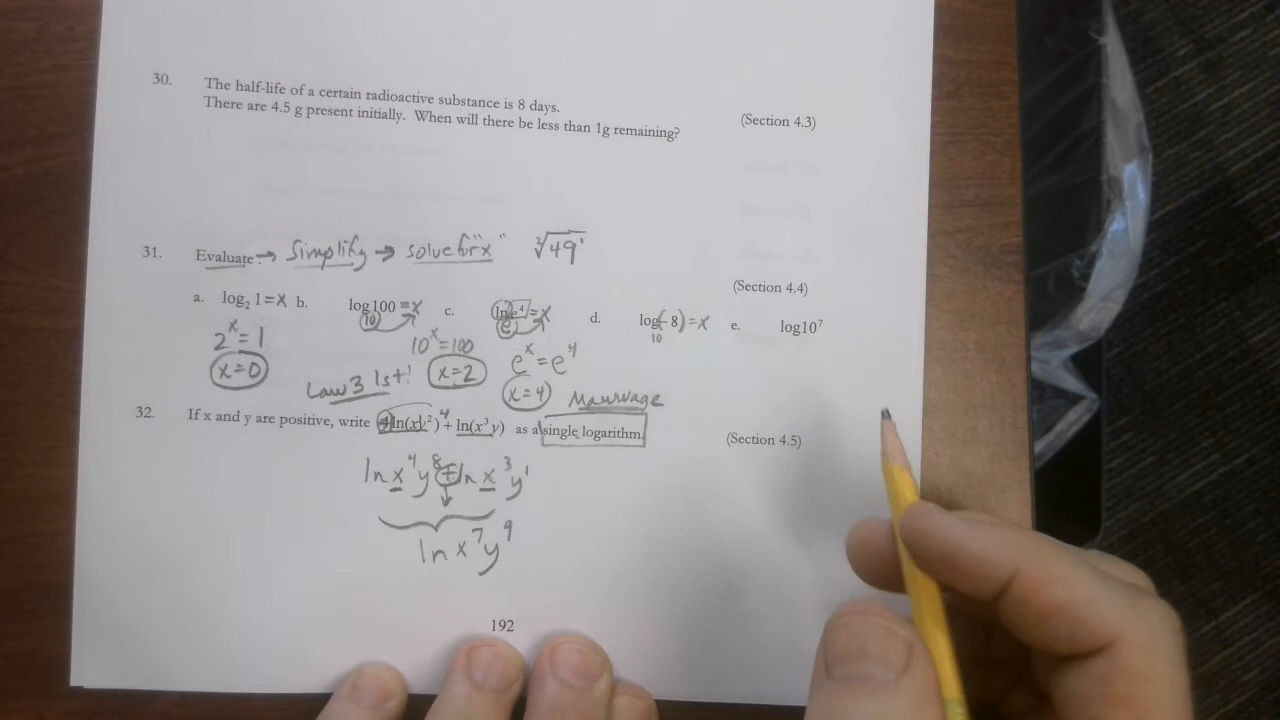 30. The half-life of a certain radioactive substance is 8 days.
There are 4.5 g present initially. When will there be less than 1g remaining? (Section 4.3)
31. Evaluate: → Simplify → solve for "x" ²√49
(Section 4.4)
a. log₂ 1 = x b. log 100 = x c. ln e⁴ = x d. log(-8) = x e. log10⁷
10 e 10
2ˣ = 1 10ˣ = 100 eˣ = e⁴
x = 0 Law 3 1st! x = 2 x = 4
32. If x and y are positive, write 4ln(xy²)⁴ + ln(x³y) as a single logarithm. (Section 4.5)
ln x⁴y⁸ + ln x³y¹
ln x⁷y⁹
192